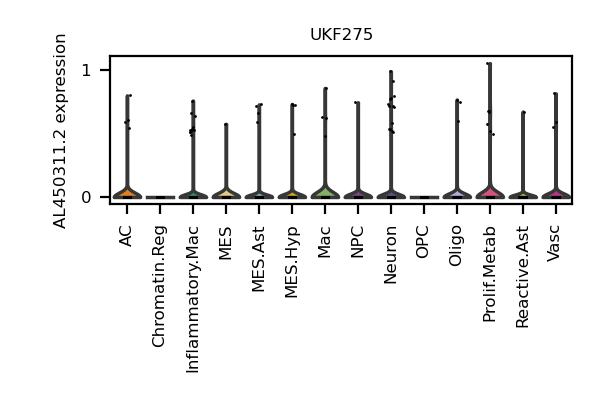 UKF275
AL450311.2 expression
1
0
AC
Chromatin.Reg
Inflammatory.Mac
MES
MES.Ast
MES.Hyp
Mac
NPC
Neuron
OPC
Oligo
Prolif.Metab
Reactive.Ast
Vasc